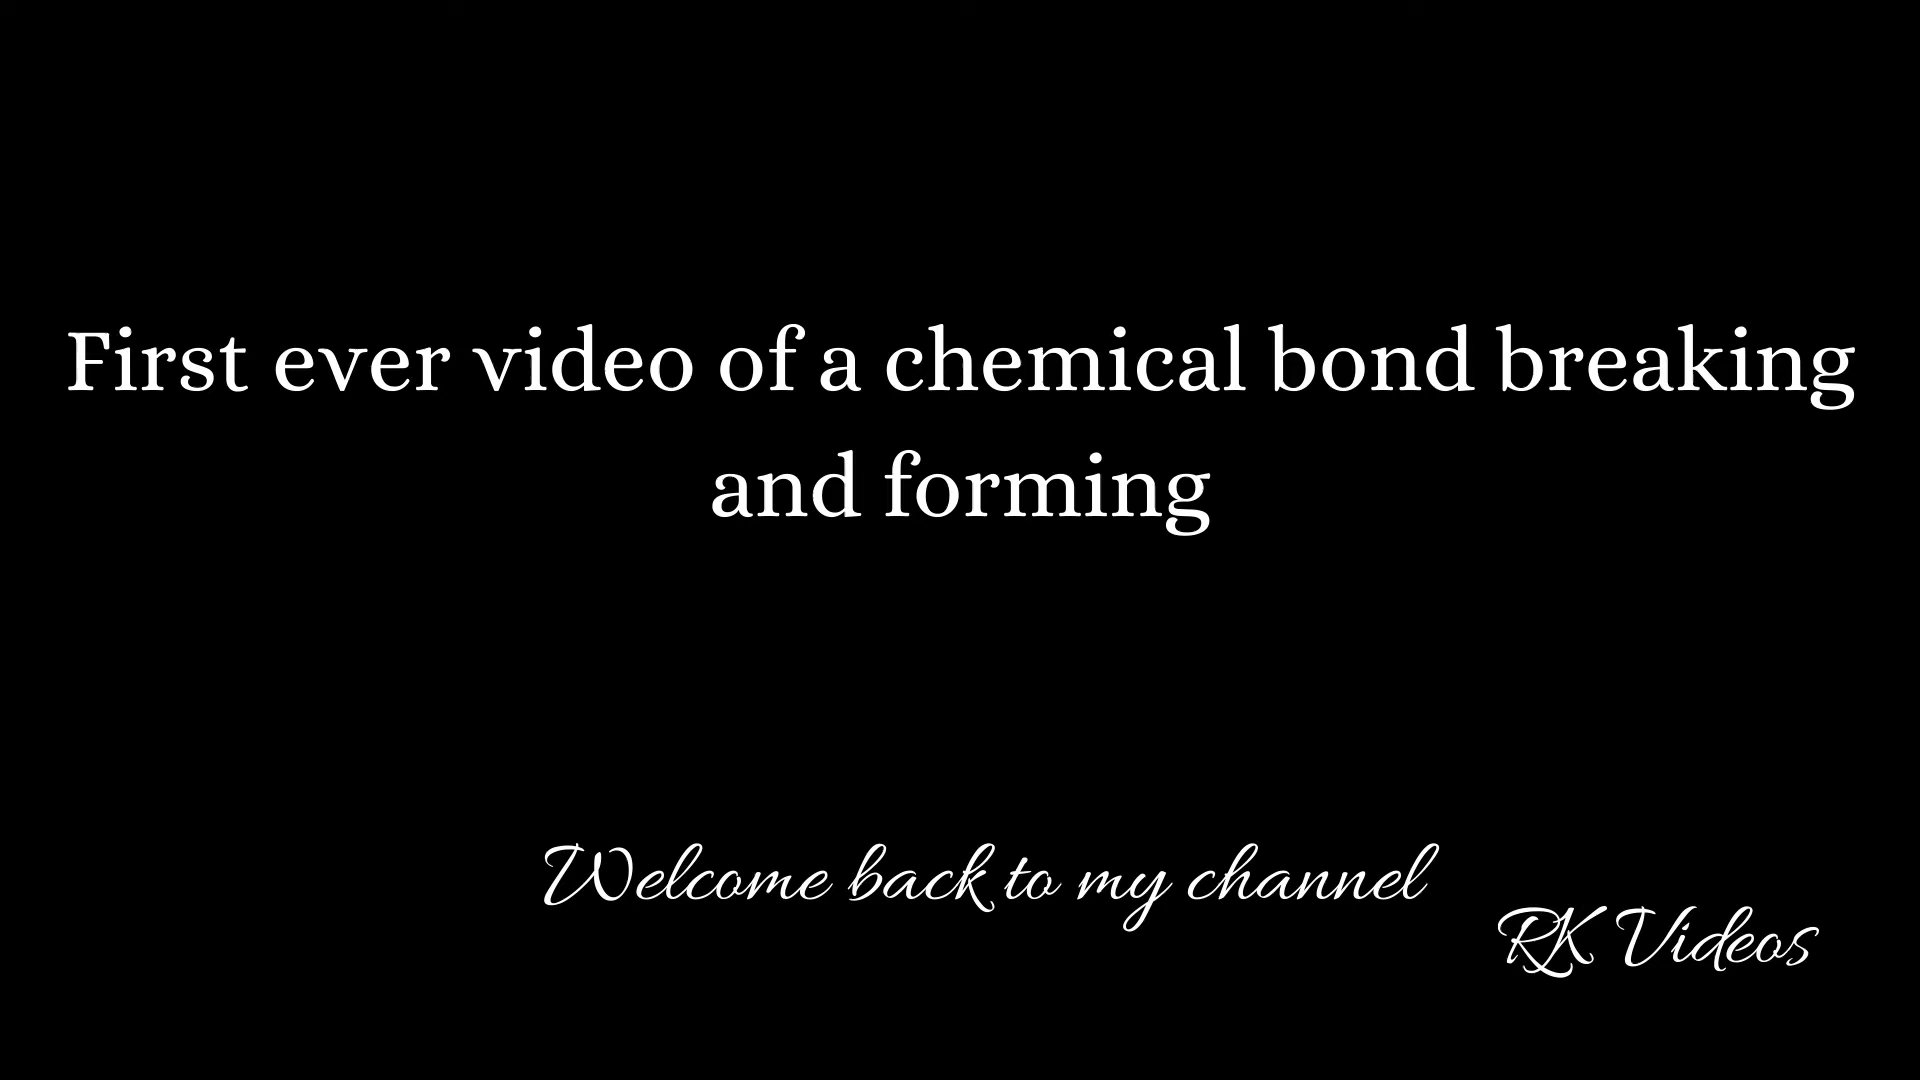 First ever video of a chemical bond breaking
and forming
Welcome back to my channel
RK Videos